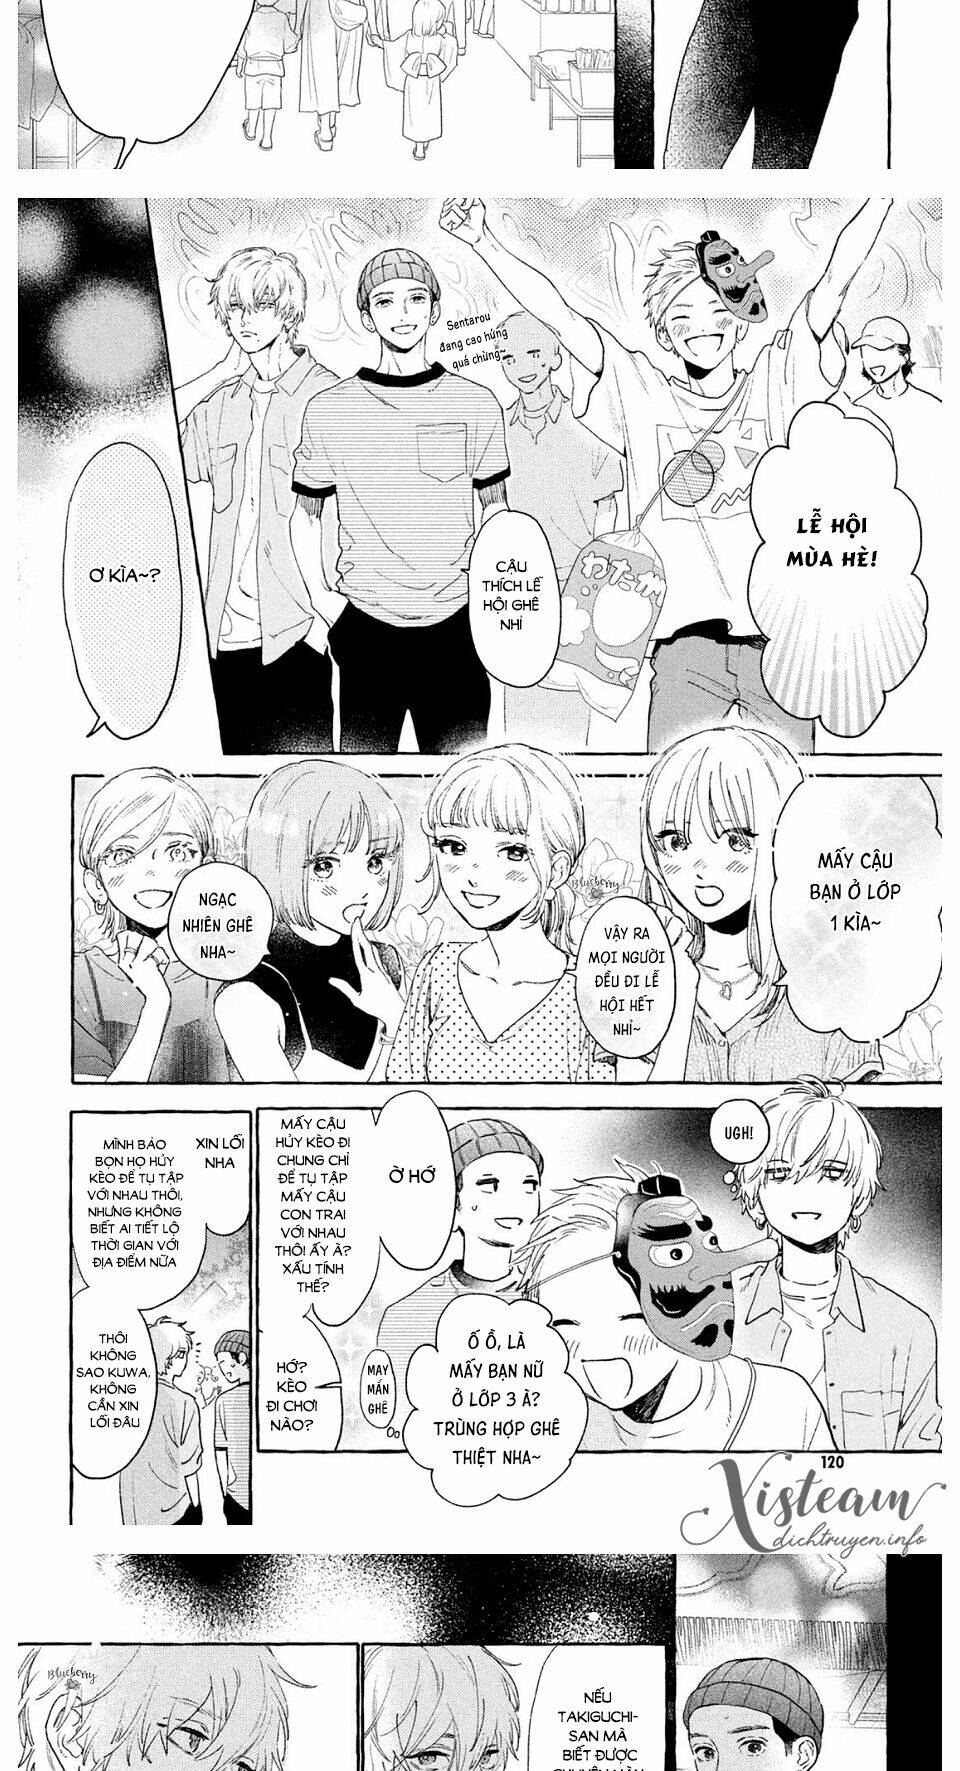 LỄ HỘI
MÙA HÈ!
Sentarou
đang cao hứng
quá chừng~
CẬU
THÍCH LỄ
HỘI GHÊ
NHỈ
わたが
Ơ KÌA~?
MẤY CẬU
BẠN Ở LỚP
1 KÌA~
VẬY RA
MỌI NGƯỜI
ĐỀU ĐI LỄ
HỘI HẾT
NHỈ~
Blueberry
NGẠC
NHIÊN GHÊ
NHA~
UGH!
Ờ HỚ
Ố Ồ, LÀ
MẤY BẠN NỮ
Ở LỚP 3 À?
TRÙNG HỢP GHÊ
THIỆT NHA~
MAY
MẮN
GHÊ
MẤY CẬU
HỦY KÈO ĐI
CHUNG CHỈ
ĐỂ TỤ TẬP
MẤY CẬU
CON TRAI
VỚI NHAU
THÔI ẤY À?
XẤU TÍNH
THẾ?
HỚ?
KÈO
ĐI CHƠI
NÀO?
XIN LỖI
NHA
MÌNH BẢO
BỌN HỌ HỦY
KÈO ĐỂ TỤ TẬP
VỚI NHAU THÔI,
NHƯNG KHÔNG
BIẾT AI TIẾT LỘ
THỜI GIAN VỚI
ĐỊA ĐIỂM NỮA
THÔI
KHÔNG
SAO KUWA,
KHÔNG
CẦN XIN
LỖI ĐÂU
120
Xisteam
dichtruyen.info
NẾU
TAKIGUCHI-
SAN MÀ
BIẾT ĐƯỢC
Blueberry